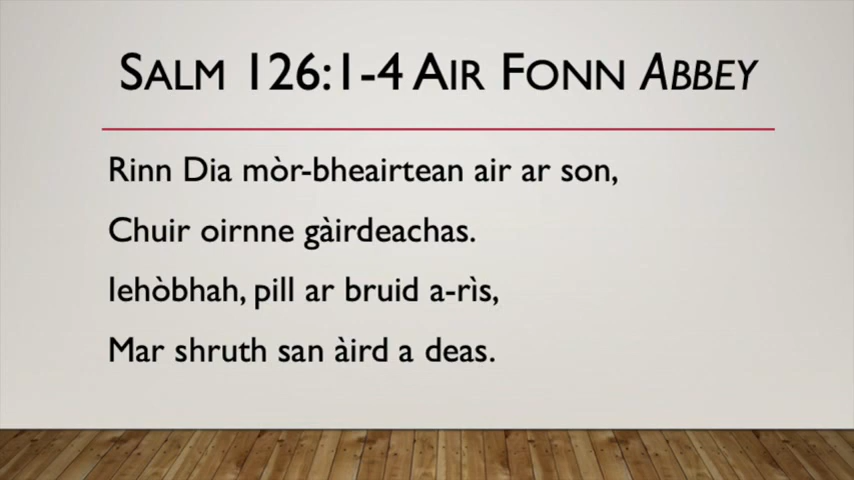 SALM 126:1-4 AIR FONN ABBEY
Rinn Dia mòr-bheairtean air ar son,
Chuir oirnne gàirdeachas.
Iehòbhah, pill ar bruid a-rìs,
Mar shruth san àird a deas.